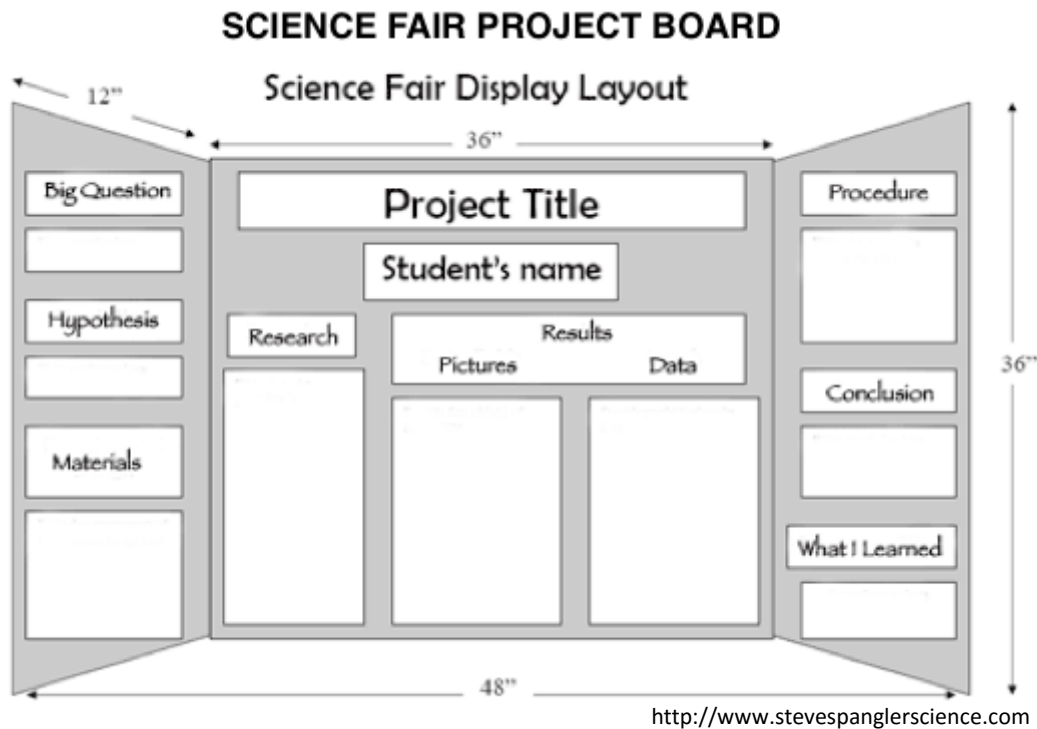 SCIENCE FAIR PROJECT BOARD
Science Fair Display Layout
12”
36”
Big Question
Hypothesis
Materials
Project Title
Student’s name
Research
Results
Pictures Data
Procedure
Conclusion
What I Learned
36”
48”
http://www.stevespanglerscience.com